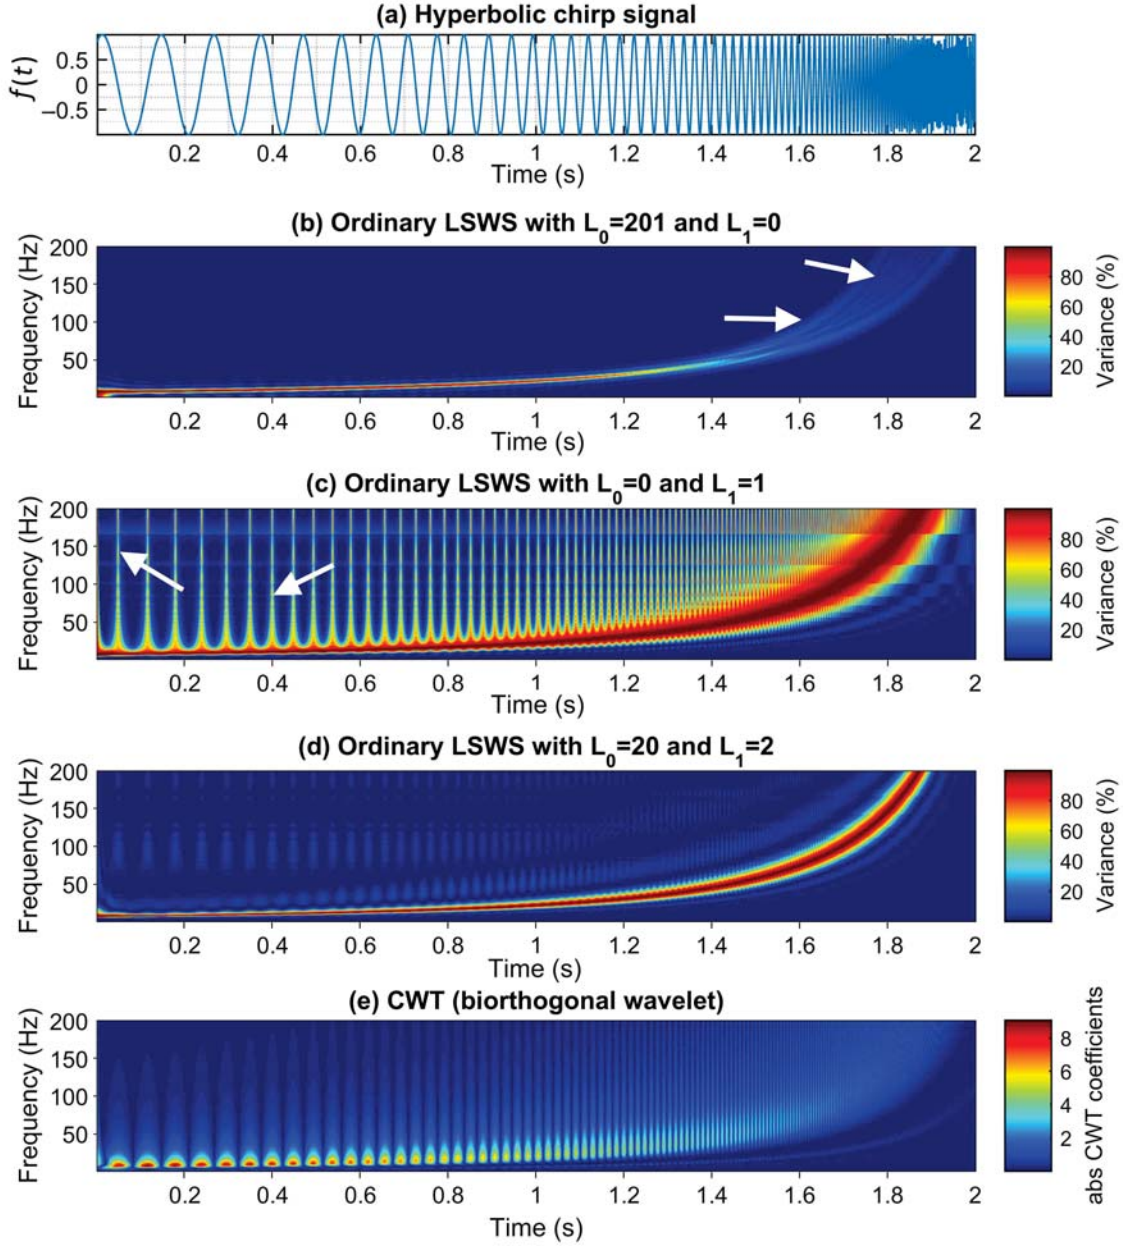 (a) Hyperbolic chirp signal
f(t)
0.5
0
−0.5
0.2 0.4 0.6 0.8 1 1.2 1.4 1.6 1.8 2
Time (s)
(b) Ordinary LSWS with L0=201 and L1=0
Frequency (Hz)
200
150
100
50
0.2 0.4 0.6 0.8 1 1.2 1.4 1.6 1.8 2
Time (s)
80
60
40
20
Variance (%)
(c) Ordinary LSWS with L0=0 and L1=1
Frequency (Hz)
200
150
100
50
0.2 0.4 0.6 0.8 1 1.2 1.4 1.6 1.8 2
Time (s)
80
60
40
20
Variance (%)
(d) Ordinary LSWS with L0=20 and L1=2
Frequency (Hz)
200
150
100
50
0.2 0.4 0.6 0.8 1 1.2 1.4 1.6 1.8 2
Time (s)
80
60
40
20
Variance (%)
(e) CWT (biorthogonal wavelet)
Frequency (Hz)
200
150
100
50
0.2 0.4 0.6 0.8 1 1.2 1.4 1.6 1.8 2
Time (s)
8
6
4
2
abs CWT coefficients